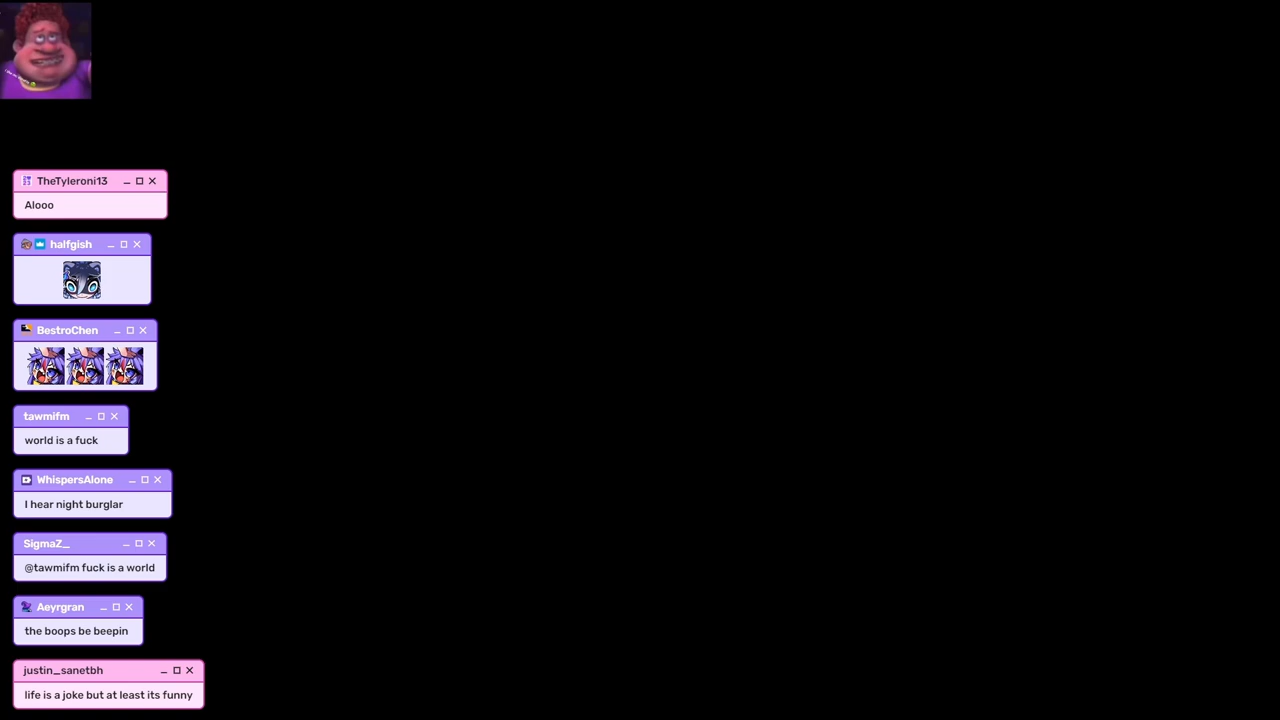 TheTyleroni13
Alooo
halfgish
BestroChen
tawmifm
world is a fuck
WhispersAlone
I hear night burglar
SigmaZ_
@tawmifm fuck is a world
Aeyrgran
the boops be beepin
justin_sanetbh
life is a joke but at least its funny